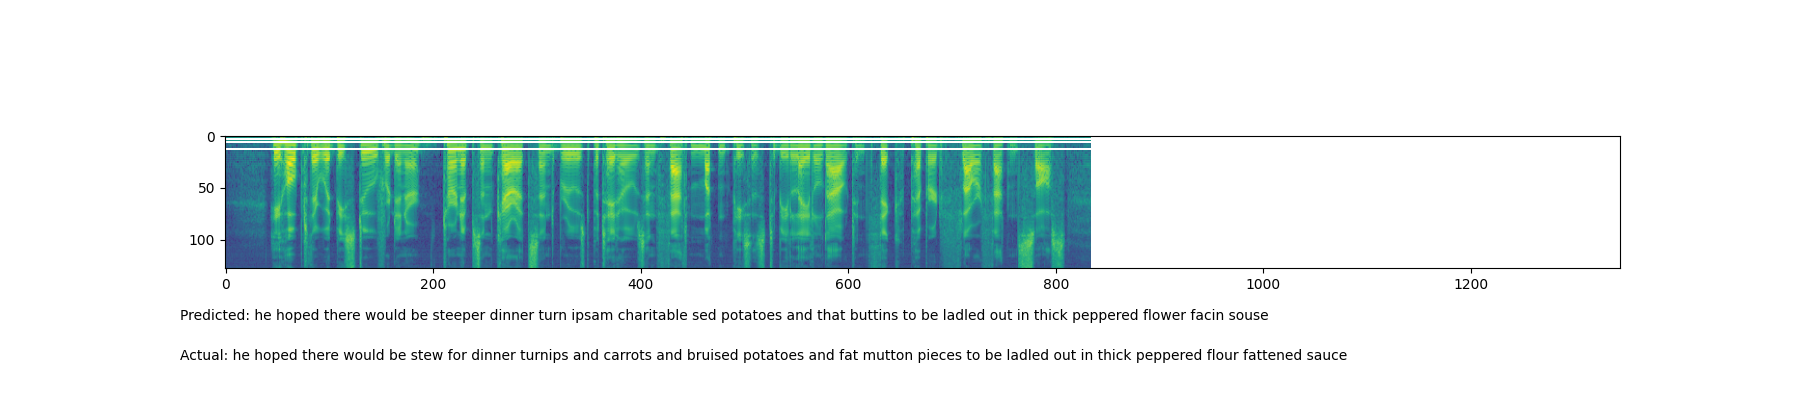 0
50
100
0 200 400 600 800 1000 1200
Predicted: he hoped there would be steeper dinner turn ipsam charitable sed potatoes and that buttins to be ladled out in thick peppered flower facin souse
Actual: he hoped there would be stew for dinner turnips and carrots and bruised potatoes and fat mutton pieces to be ladled out in thick peppered flour fattened sauce